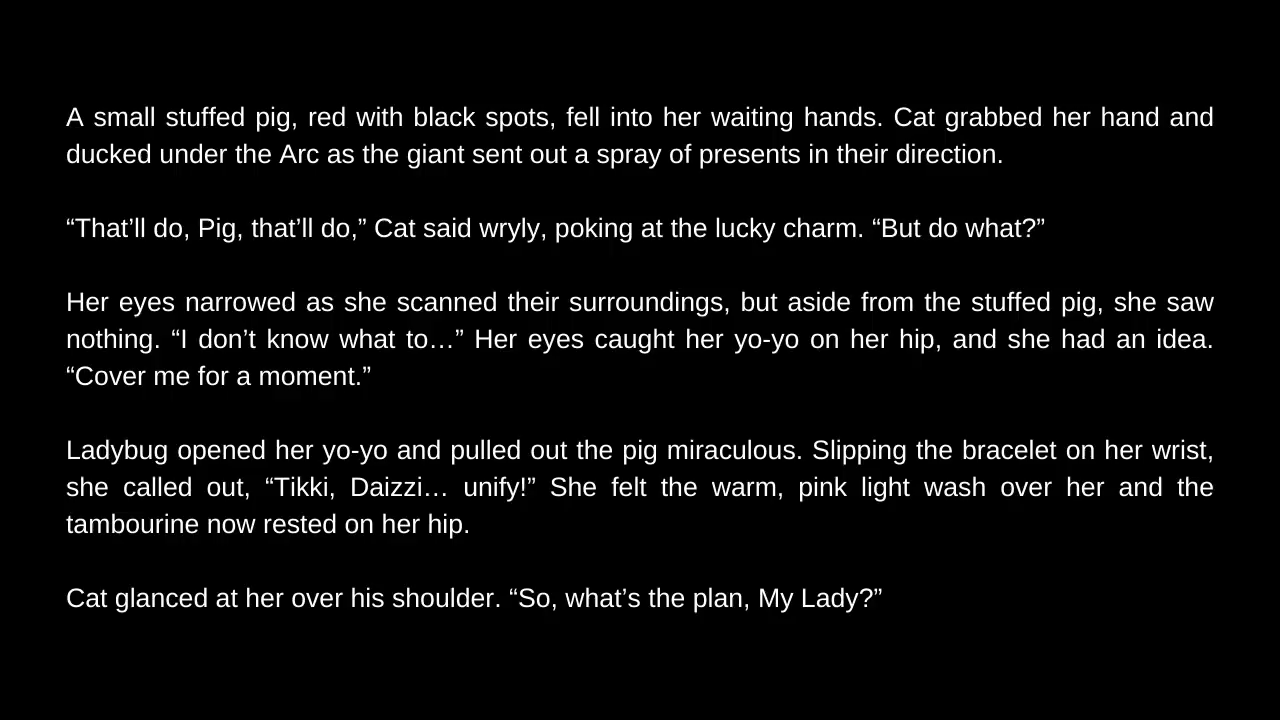 A small stuffed pig, red with black spots, fell into her waiting hands. Cat grabbed her hand and
ducked under the Arc as the giant sent out a spray of presents in their direction.
“That’ll do, Pig, that’ll do,” Cat said wryly, poking at the lucky charm. “But do what?”
Her eyes narrowed as she scanned their surroundings, but aside from the stuffed pig, she saw
nothing. “I don’t know what to…” Her eyes caught her yo-yo on her hip, and she had an idea.
“Cover me for a moment.”
Ladybug opened her yo-yo and pulled out the pig miraculous. Slipping the bracelet on her wrist,
she called out, “Tikki, Daizzi… unify!” She felt the warm, pink light wash over her and the
tambourine now rested on her hip.
Cat glanced at her over his shoulder. “So, what’s the plan, My Lady?”